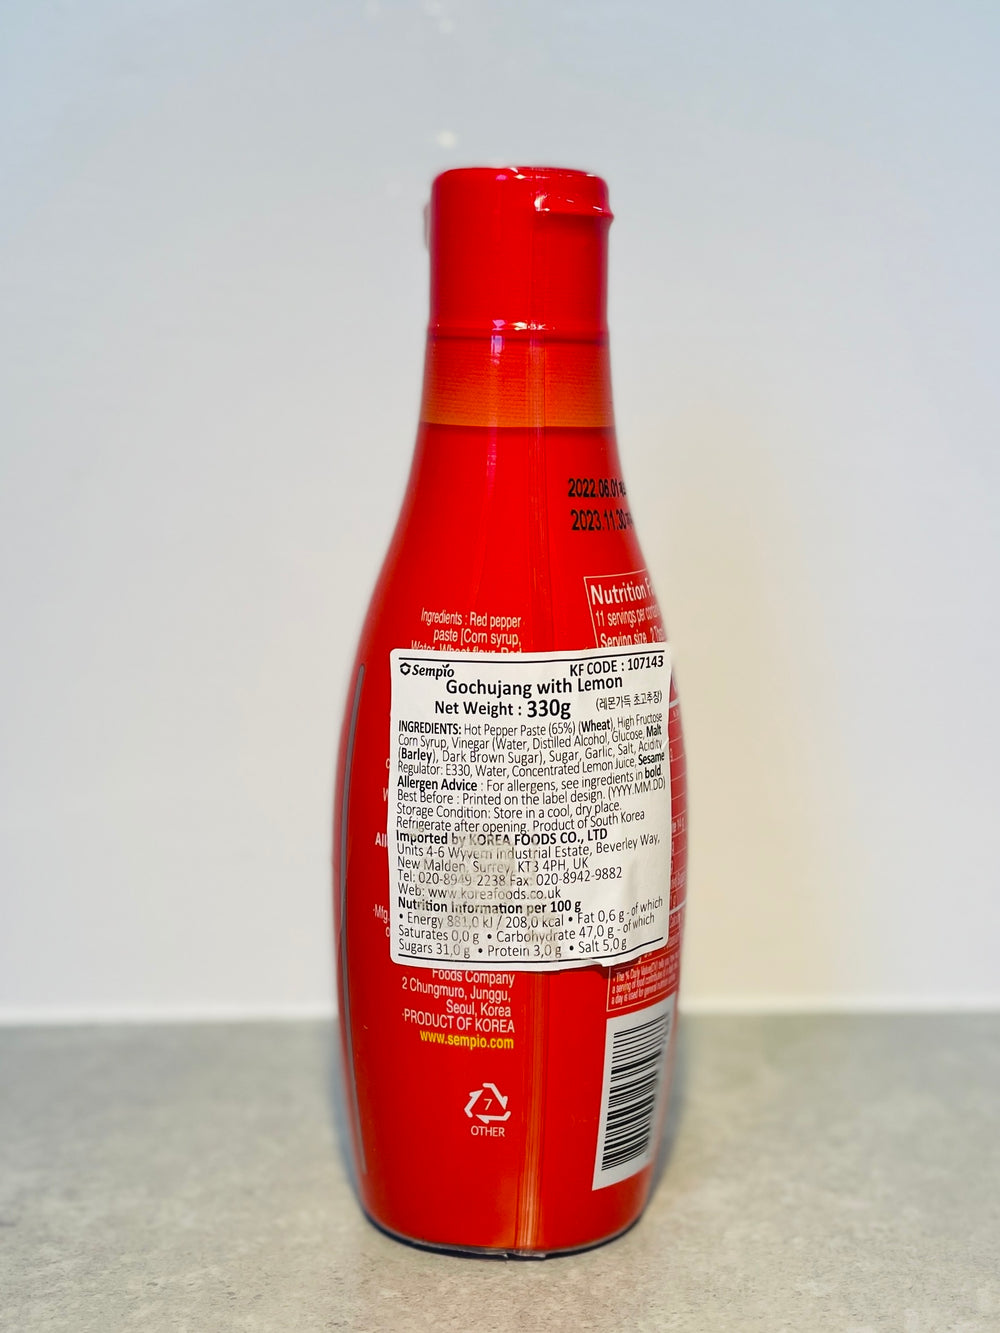 2022.06.01
2023.11.30
Nutrition
11 servings per
Serving size
Ingredients : Red pepper
paste [Corn syrup,
Water, Wheat flour, Red
Sempio
KF CODE : 107143
Gochujang with Lemon
Net Weight : 330g (레몬가득 초고추장)
INGREDIENTS: Hot Pepper Paste (65%) (Wheat), High Fructose
Corn Syrup, Vinegar (Water, Distilled Alcohol, Glucose, Malt
(Barley), Dark Brown Sugar), Sugar, Garlic, Salt, Acidity
Regulator: E330, Water, Concentrated Lemon Juice, Sesame
Allergen Advice : For allergens, see ingredients in bold.
Best Before : Printed on the label design. (YYYY.MM.DD)
Storage Condition: Store in a cool, dry place.
Refrigerate after opening. Product of South Korea
Imported by KOREA FOODS CO., LTD
Units 4-6 Wyvern Industrial Estate, Beverley Way,
New Malden, Surrey, KT3 4PH, UK
Tel: 020-8949-2238 Fax: 020-8942-9882
Web: www.koreafoods.co.uk
Nutrition Information per 100 g
• Energy 881,0 kJ / 208,0 kcal • Fat 0,6 g - of which
Saturates 0,0 g • Carbohydrate 47,0 g - of which
Sugars 31,0 g • Protein 3,0 g • Salt 5,0 g
·Mfg.
Foods Company
2 Chungmuro, Junggu,
Seoul, Korea
·PRODUCT OF KOREA
www.sempio.com
7
OTHER